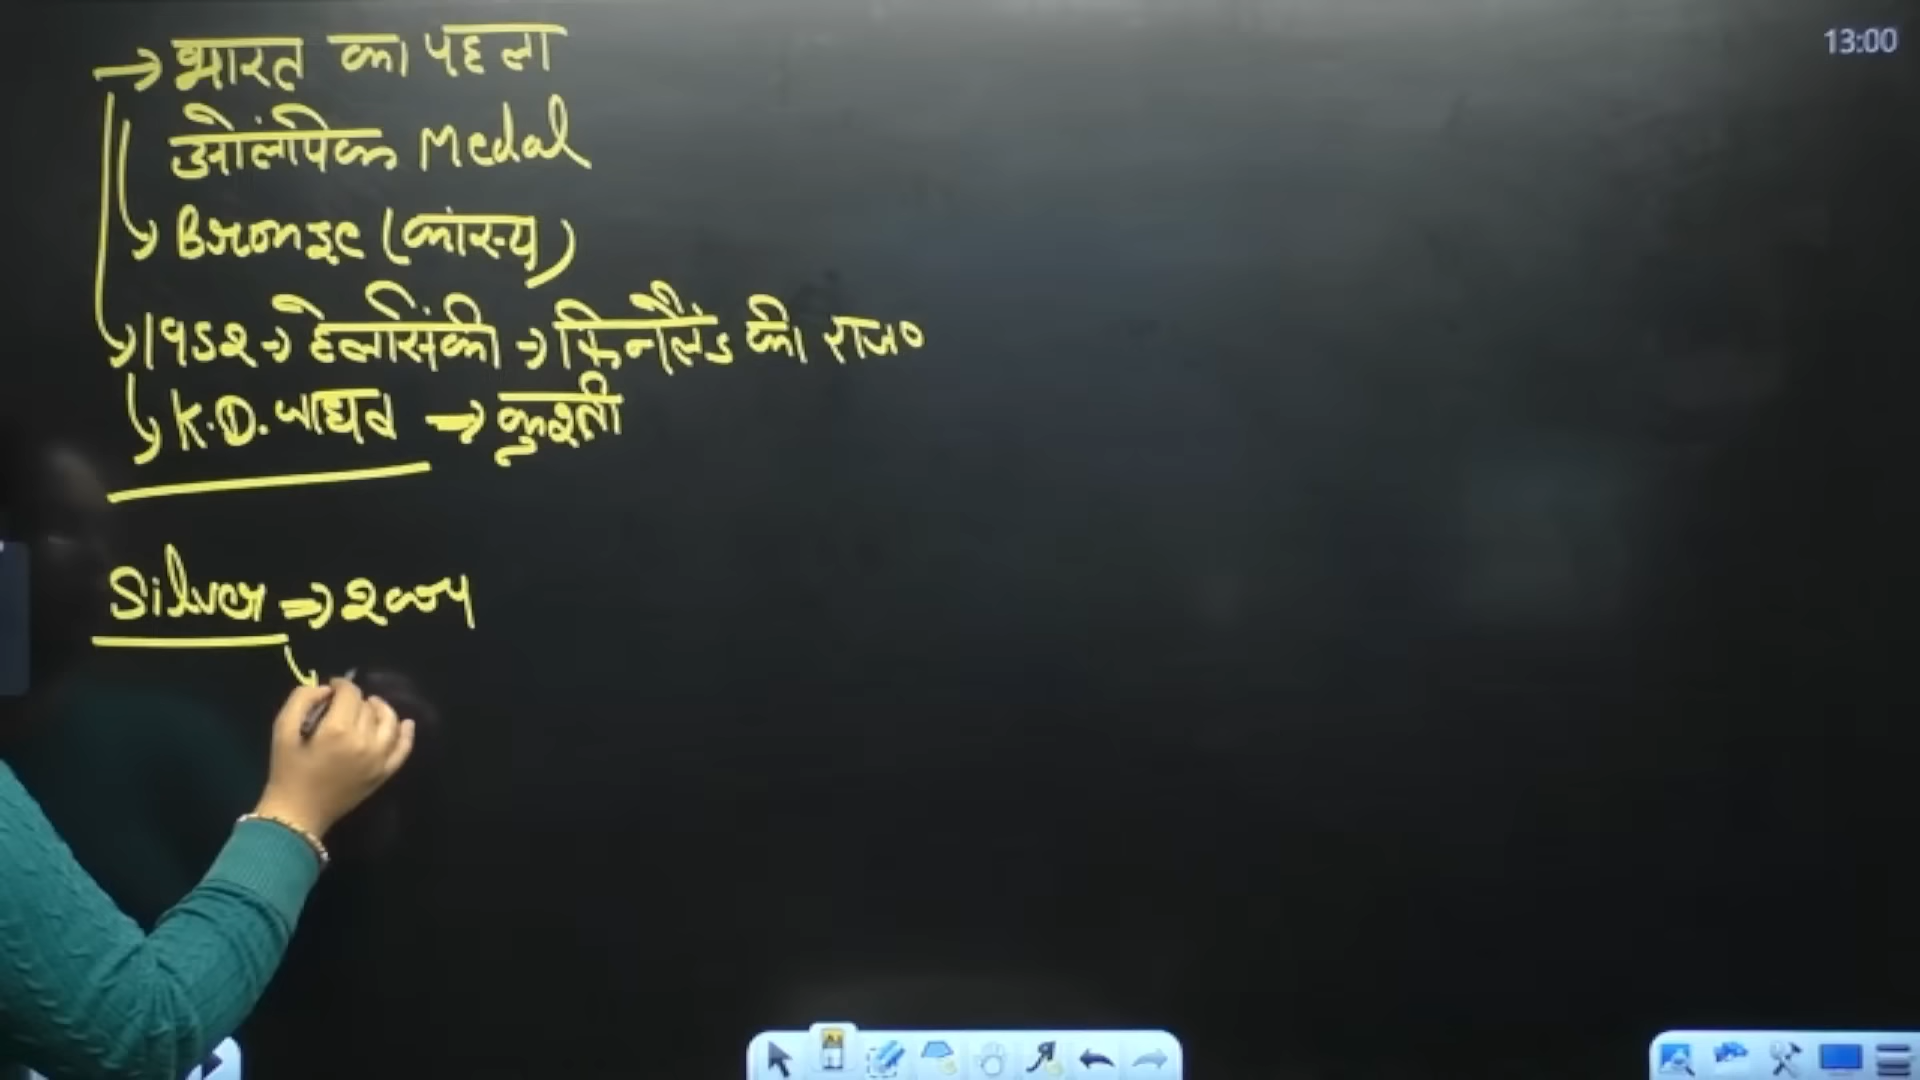 13:00
→ भारत का पहला
ओलंपिक Medal
Bronze (कांस्य)
1952 → हेलसिंकी → फिनलैंड की राज०
K.D. जाधव → कुश्ती
Silver ⇒ 2004